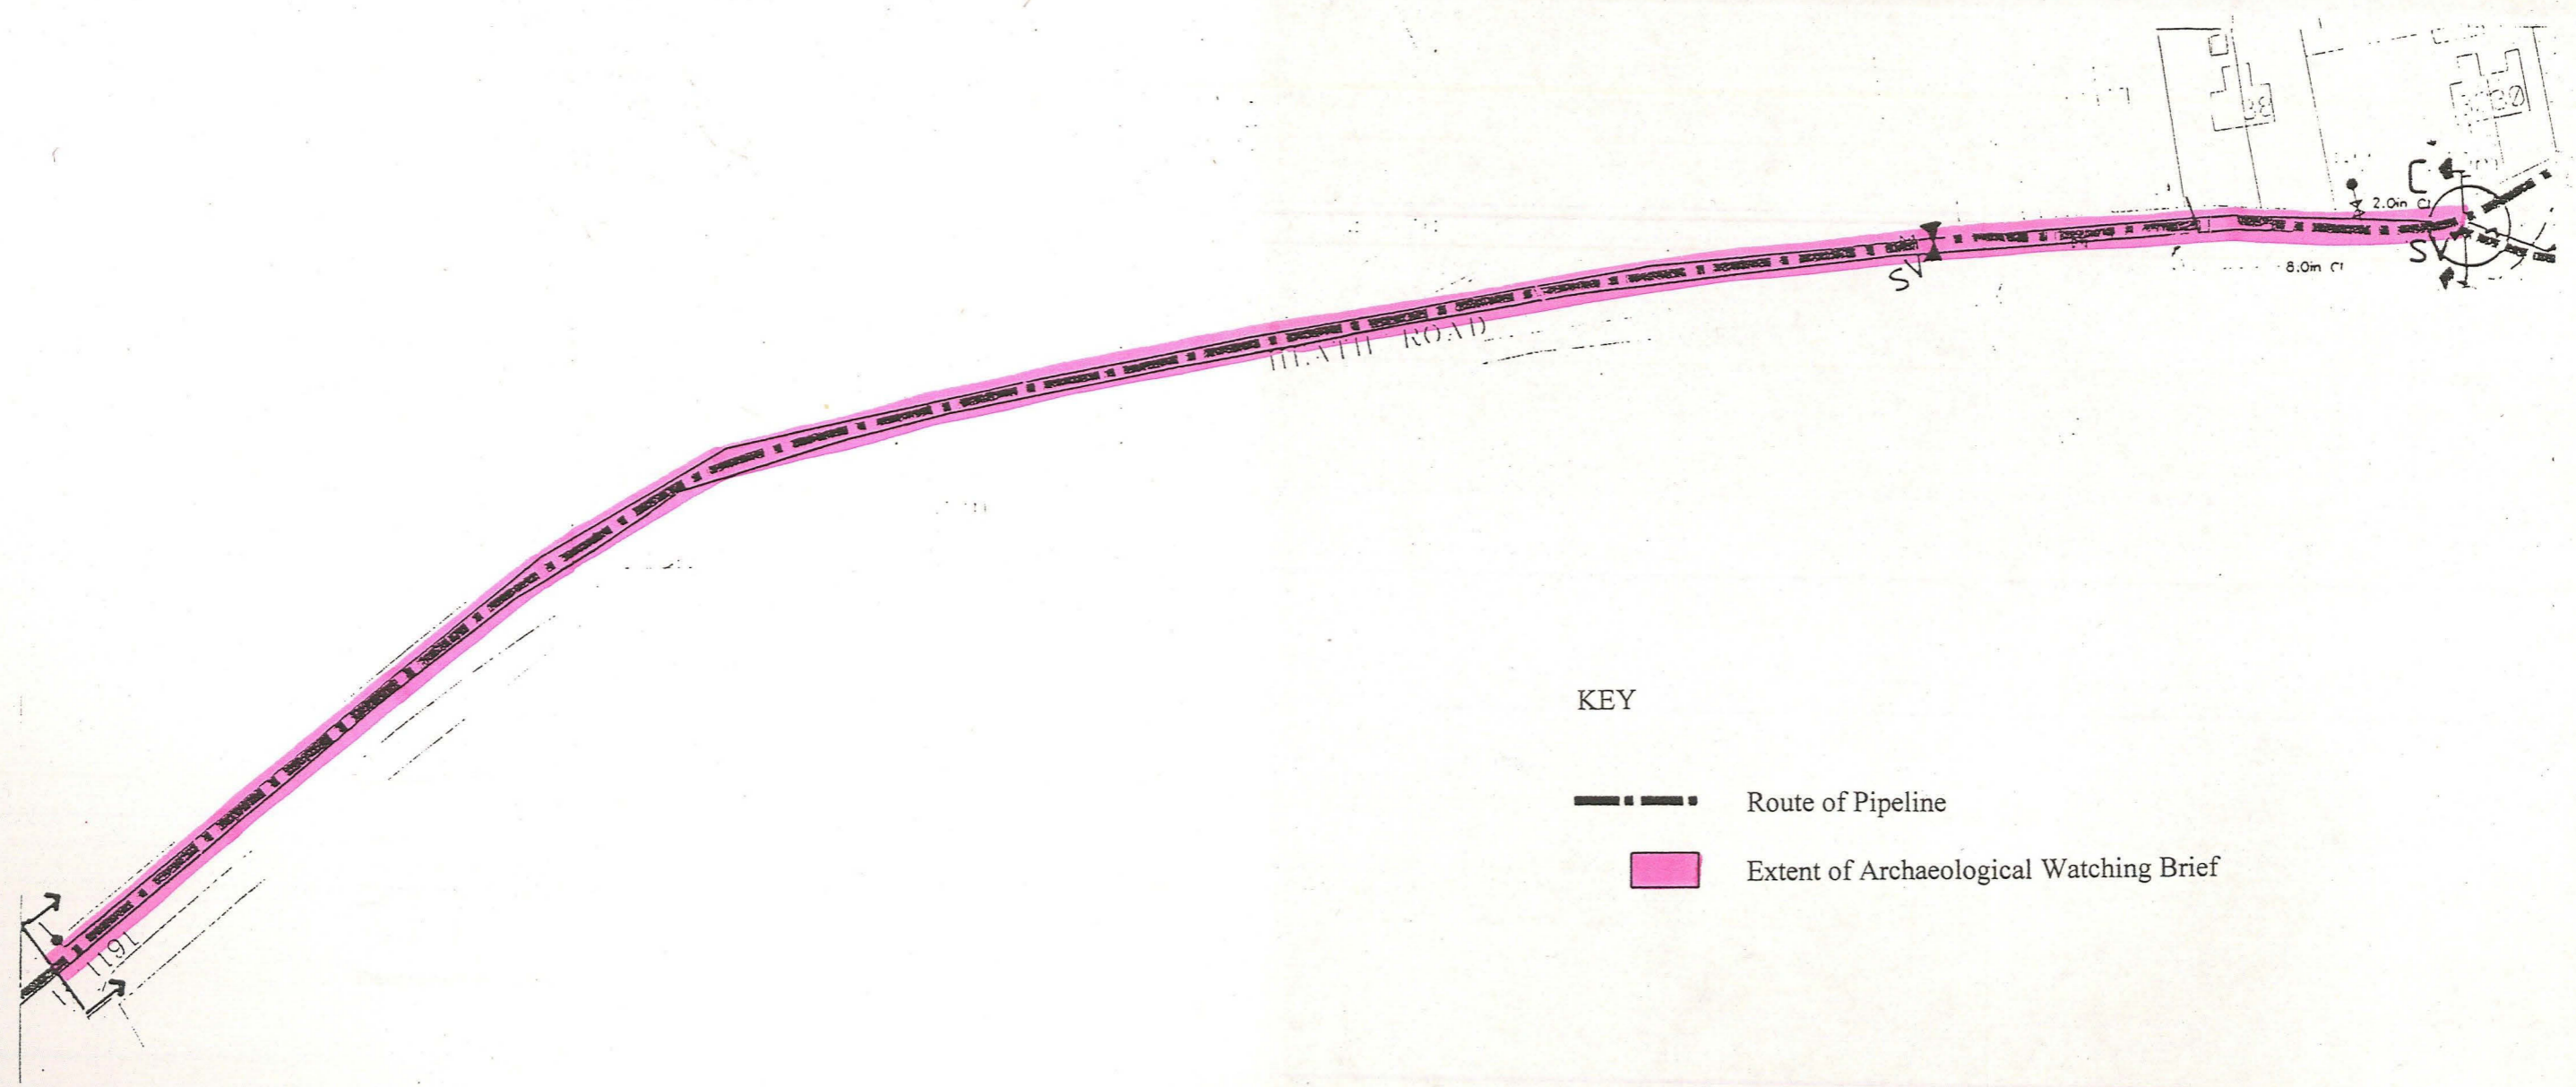 38
30
C
2.0in CI
SV
8.0in CI
SV
HEATH ROAD
KEY
Route of Pipeline
Extent of Archaeological Watching Brief